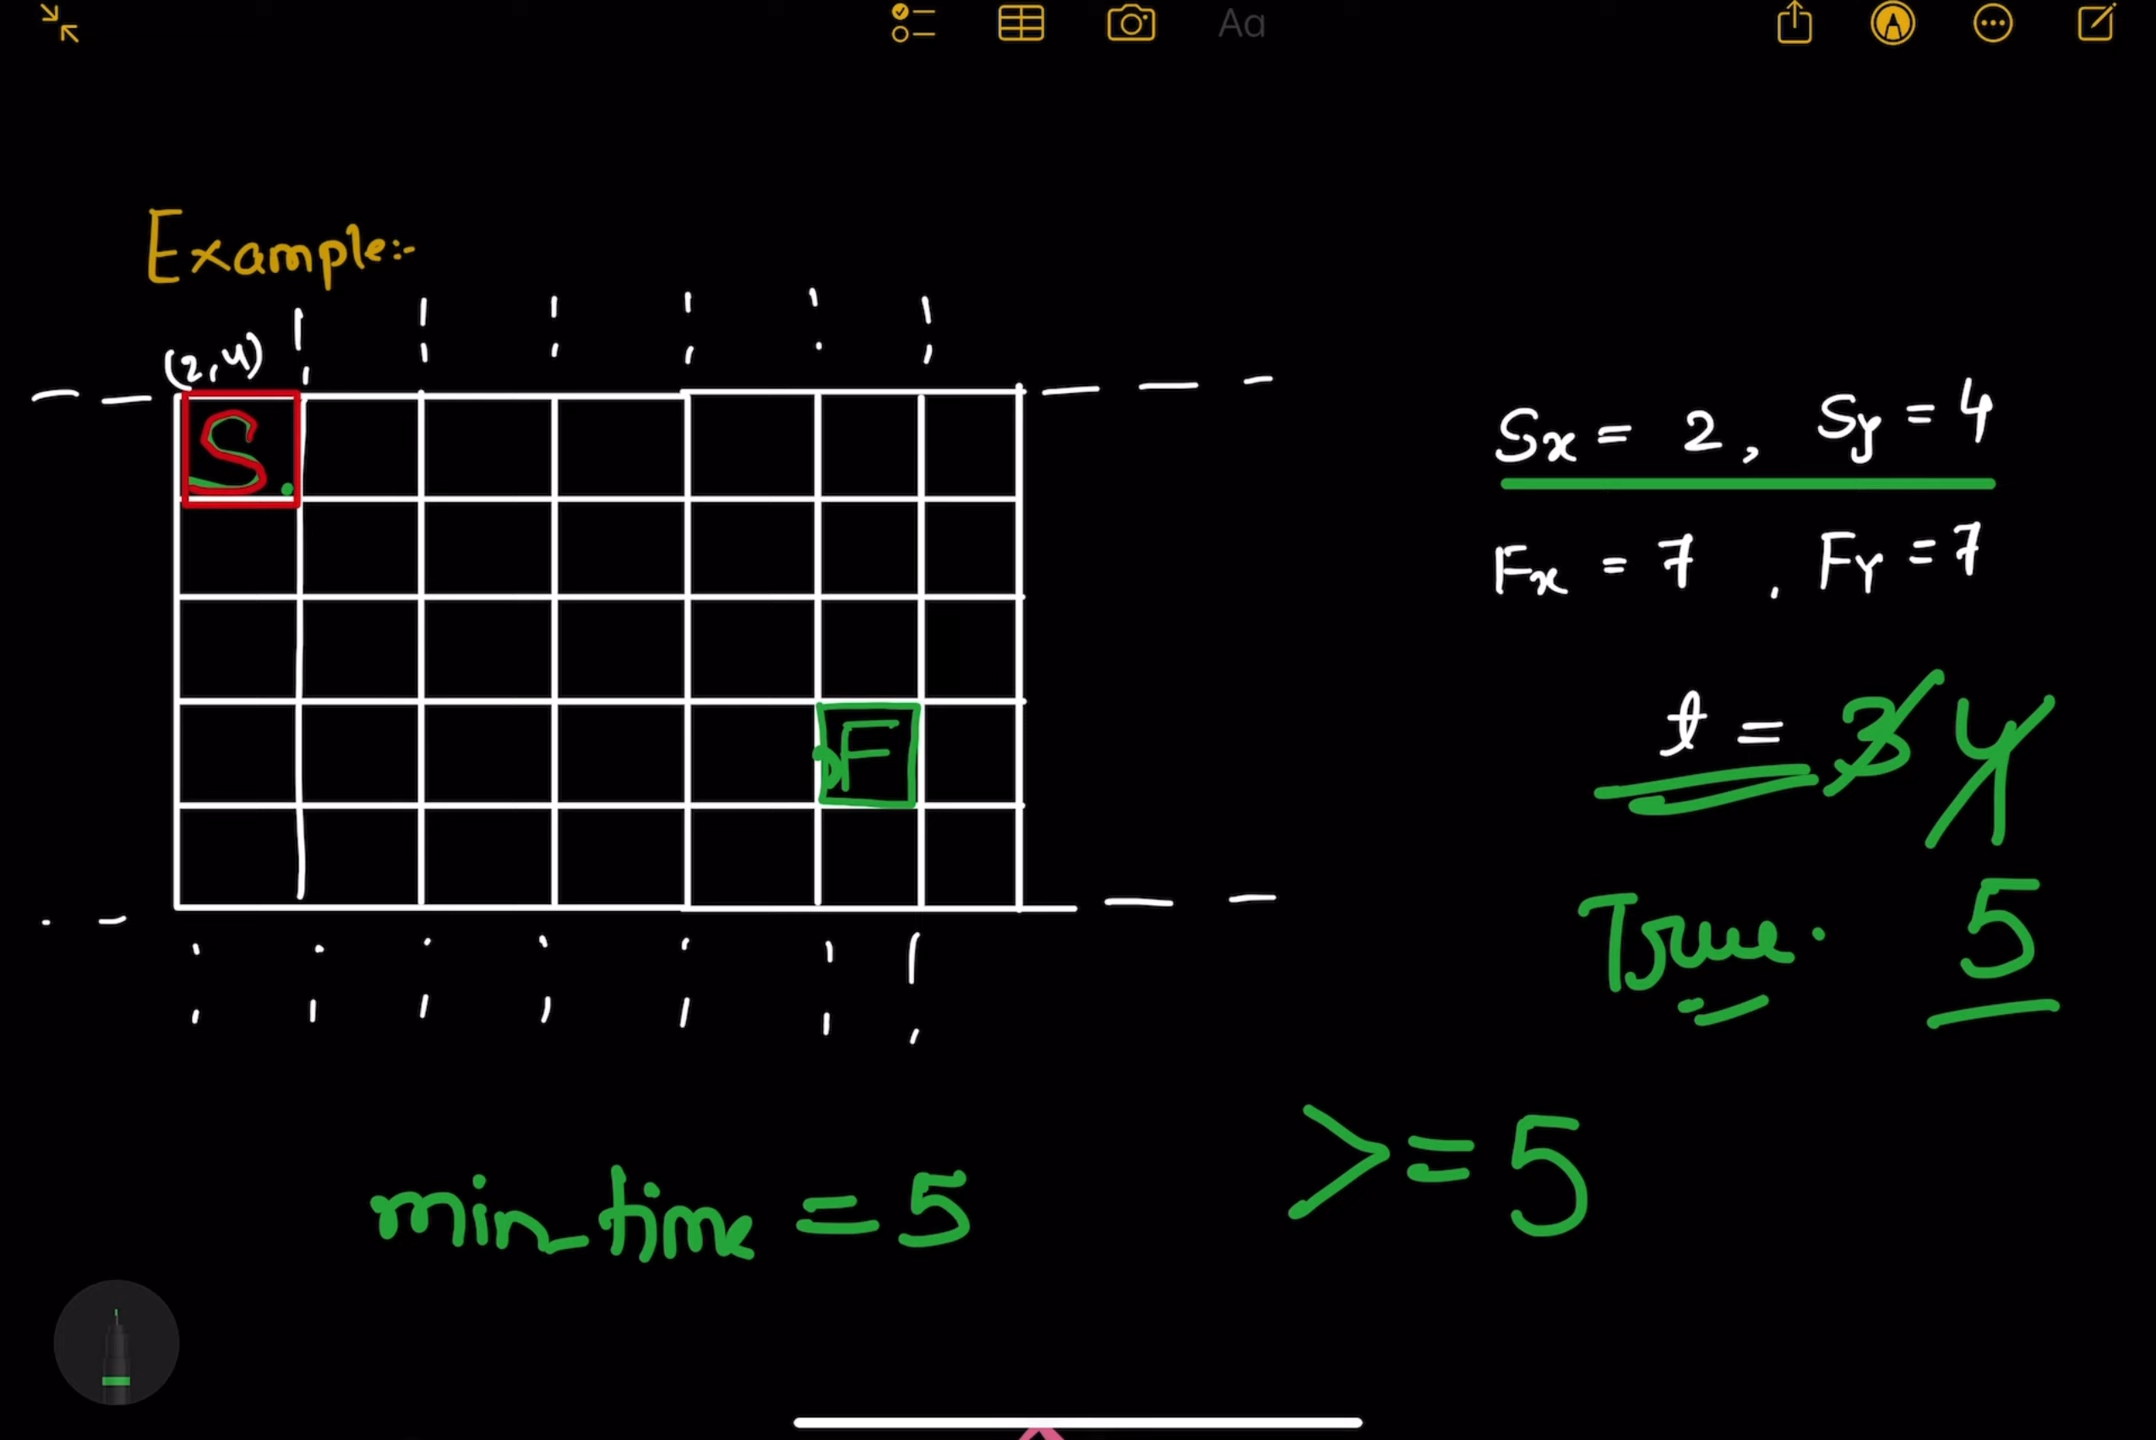 Aa
Example:-
(2,4)
S.
F
Sx = 2, Sy = 4
Fx = 7, Fy = 7
t = 3 4
True. 5
min_time = 5
>= 5